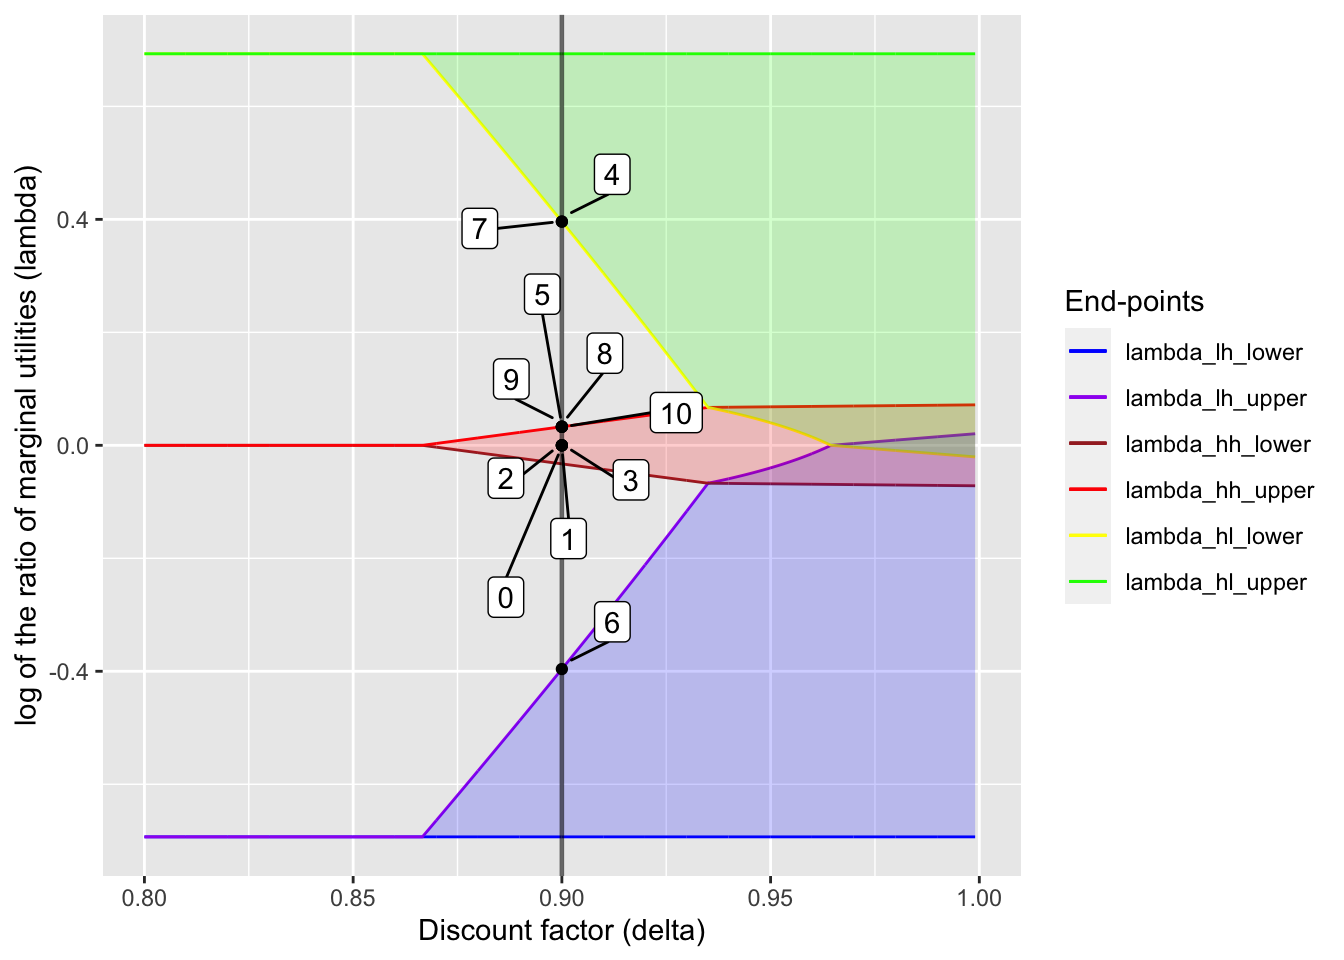 log of the ratio of marginal utilities (lambda)
0.4
0.0
-0.4
4
7
5
8
9
10
2
3
1
0
6
0.80
0.85
0.90
0.95
1.00
Discount factor (delta)
End-points
lambda_lh_lower
lambda_lh_upper
lambda_hh_lower
lambda_hh_upper
lambda_hl_lower
lambda_hl_upper